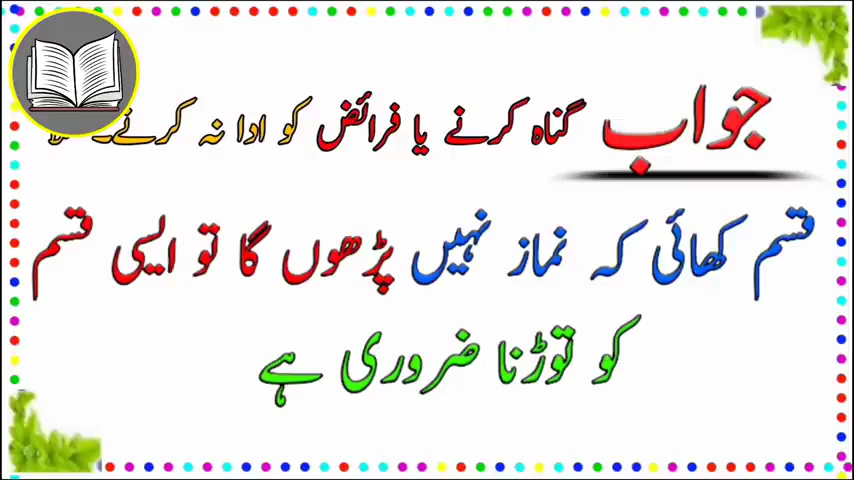 جواب گناہ کرنے یا فرائض کو ادا نہ کرنے
قسم کھائی کہ نماز نہیں پڑھوں گا تو ایسی قسم
کو توڑنا ضروری ہے